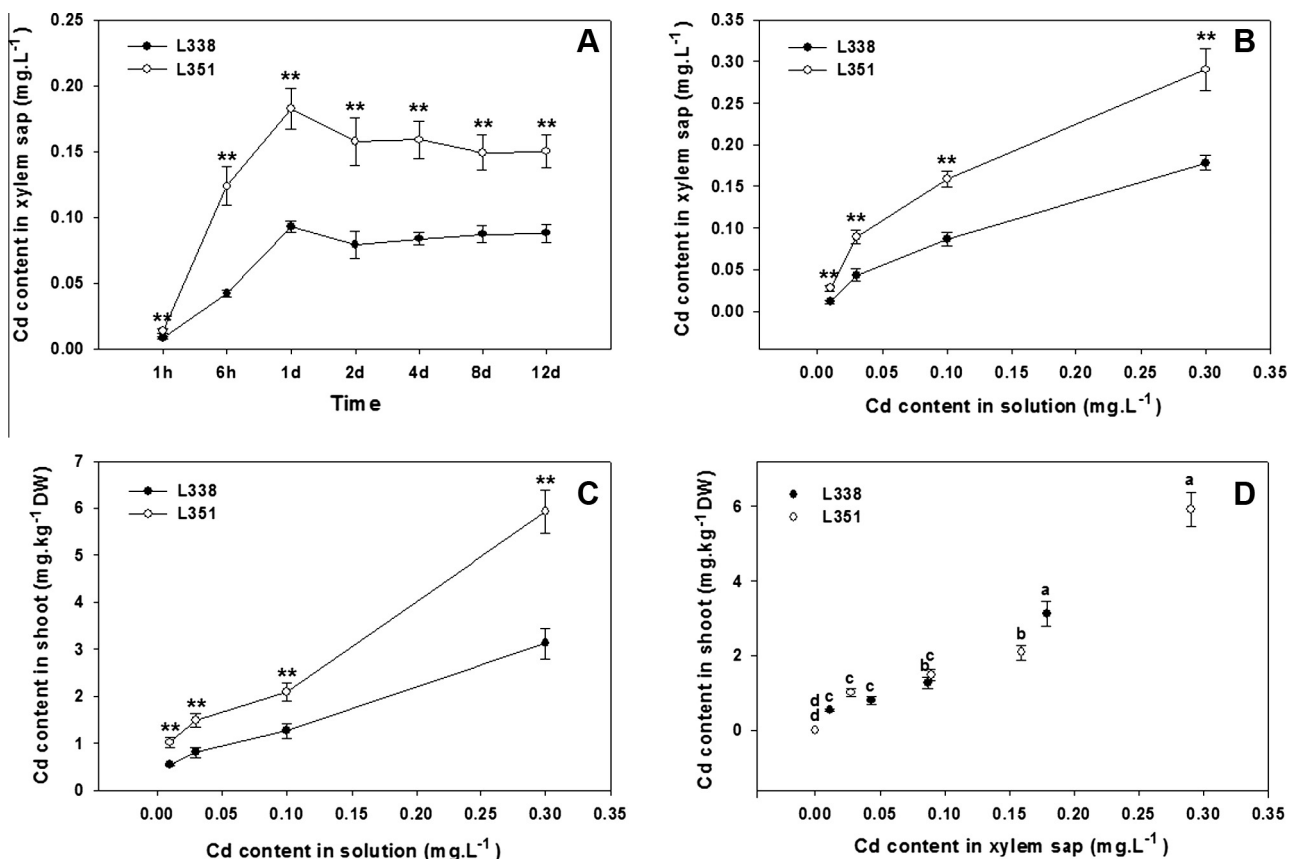 A
L338
L351
Cd content in xylem sap (mg.L⁻¹)
0.25
0.20
0.15
0.10
0.05
0.00
**
**
**
**
**
**
**
1h
6h
1d
2d
4d
8d
12d
Time
B
L338
L351
Cd content in xylem sap (mg.L⁻¹)
0.35
0.30
0.25
0.20
0.15
0.10
0.05
0.00
**
**
**
**
0.00
0.05
0.10
0.15
0.20
0.25
0.30
0.35
Cd content in solution (mg.L⁻¹)
C
L338
L351
Cd content in shoot (mg.kg⁻¹ DW)
7
6
5
4
3
2
1
0
**
**
**
**
0.00
0.05
0.10
0.15
0.20
0.25
0.30
0.35
Cd content in solution (mg.L⁻¹)
D
L338
L351
Cd content in shoot (mg.kg⁻¹DW)
6
4
2
0
a
a
b
c
b
c
c
c
d
d
0.00
0.05
0.10
0.15
0.20
0.25
0.30
0.35
Cd content in xylem sap (mg.L⁻¹)